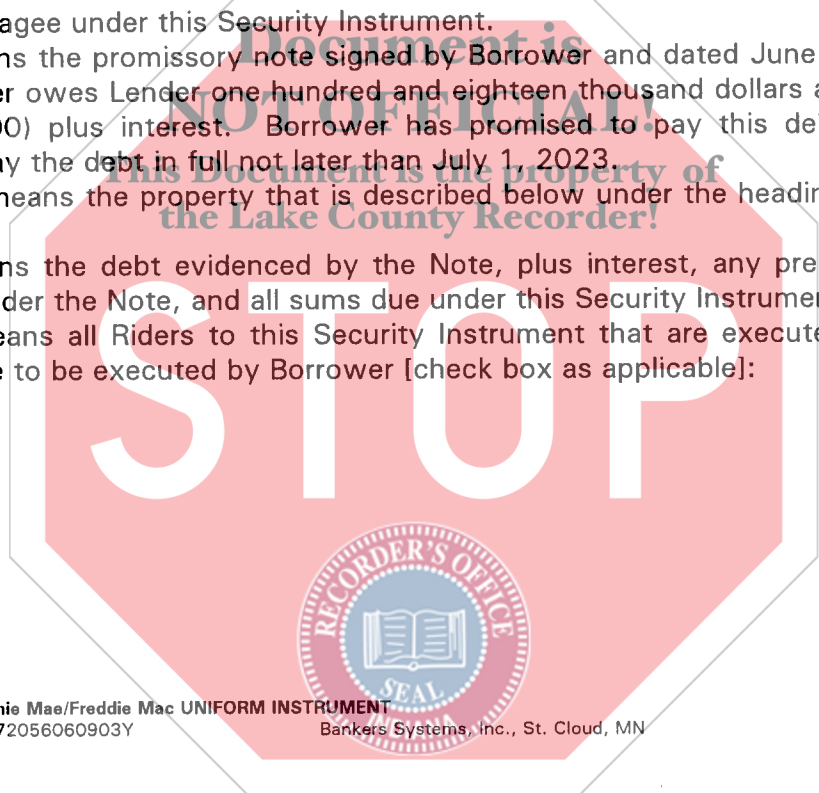 agee under this Security Instrument.
Document is
ns the promissory note signed by Borrower and dated June
er owes Lender one hundred and eighteen thousand dollars a
NOT OFFICIAL!
00) plus interest. Borrower has promised to pay this de
ay the debt in full not later than July 1, 2023.
This Document is the property of
means the property that is described below under the headin
the Lake County Recorder!
ns the debt evidenced by the Note, plus interest, any pre
der the Note, and all sums due under this Security Instrumen
eans all Riders to this Security Instrument that are execute
e to be executed by Borrower [check box as applicable]:
STOP
RECORDER'S OFFICE
SEAL
INDIANA
nie Mae/Freddie Mac UNIFORM INSTRUMENT
72056060903Y Bankers Systems, Inc., St. Cloud, MN